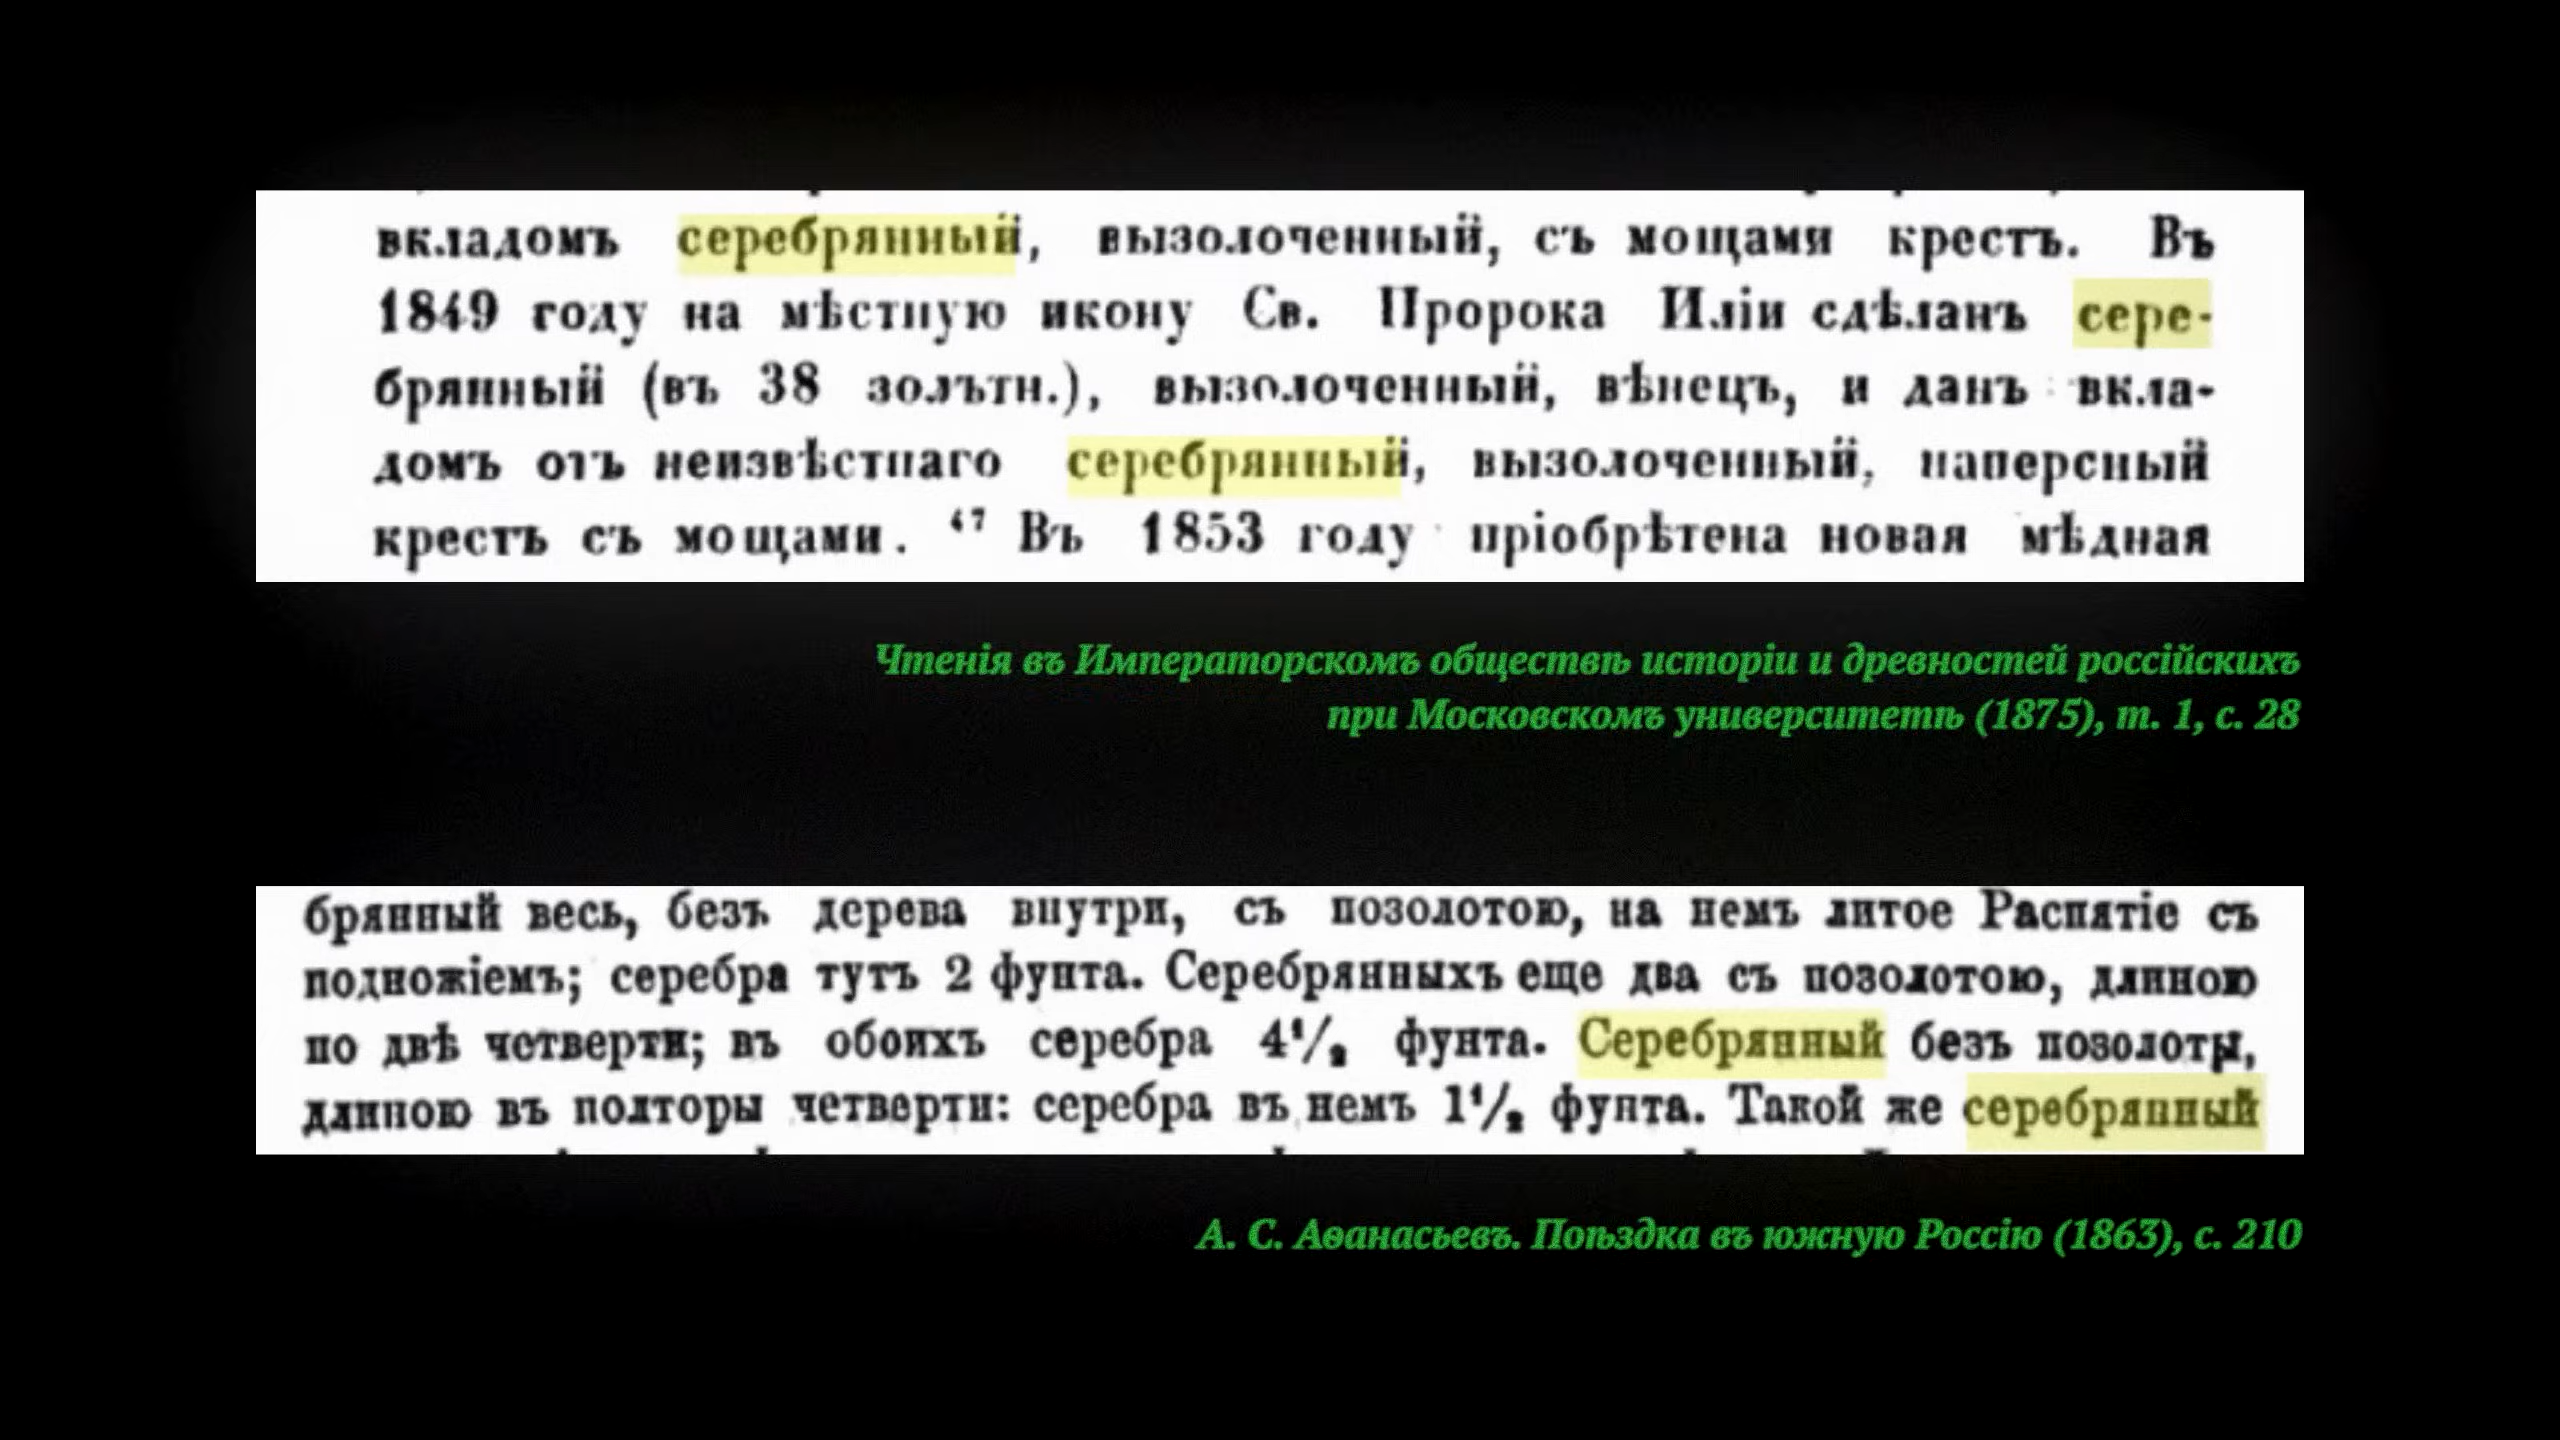 вкладомъ серебрянный, вызолоченный, съ мощами крестъ. Въ
1849 году на мѣстную икону Св. Пророка Иліи сдѣланъ сере-
брянный (въ 38 золътн.), вызолоченный, вѣнецъ, и данъ вкла-
домъ отъ неизвѣстнаго серебрянный, вызолоченный, наперсный
крестъ съ мощами. ⁴⁷ Въ 1853 году пріобрѣтена новая мѣдная
Чтенія въ Императорскомъ обществѣ исторіи и древностей россійскихъ
при Московскомъ университетѣ (1875), т. 1, с. 28
брянный весь, безъ дерева внутри, съ позолотою, на немъ литое Распятіе съ
подножіемъ; серебра тутъ 2 фунта. Серебрянныхъ еще два съ позолотою, длиною
по двѣ четверти; въ обоихъ серебра 4¹/₂ фунта. Серебрянный безъ позолоты,
длиною въ полторы четверти: серебра въ немъ 1¹/₂ фунта. Такой же серебрянный
А. С. Аѳанасьевъ. Поѣздка въ южную Россію (1863), с. 210